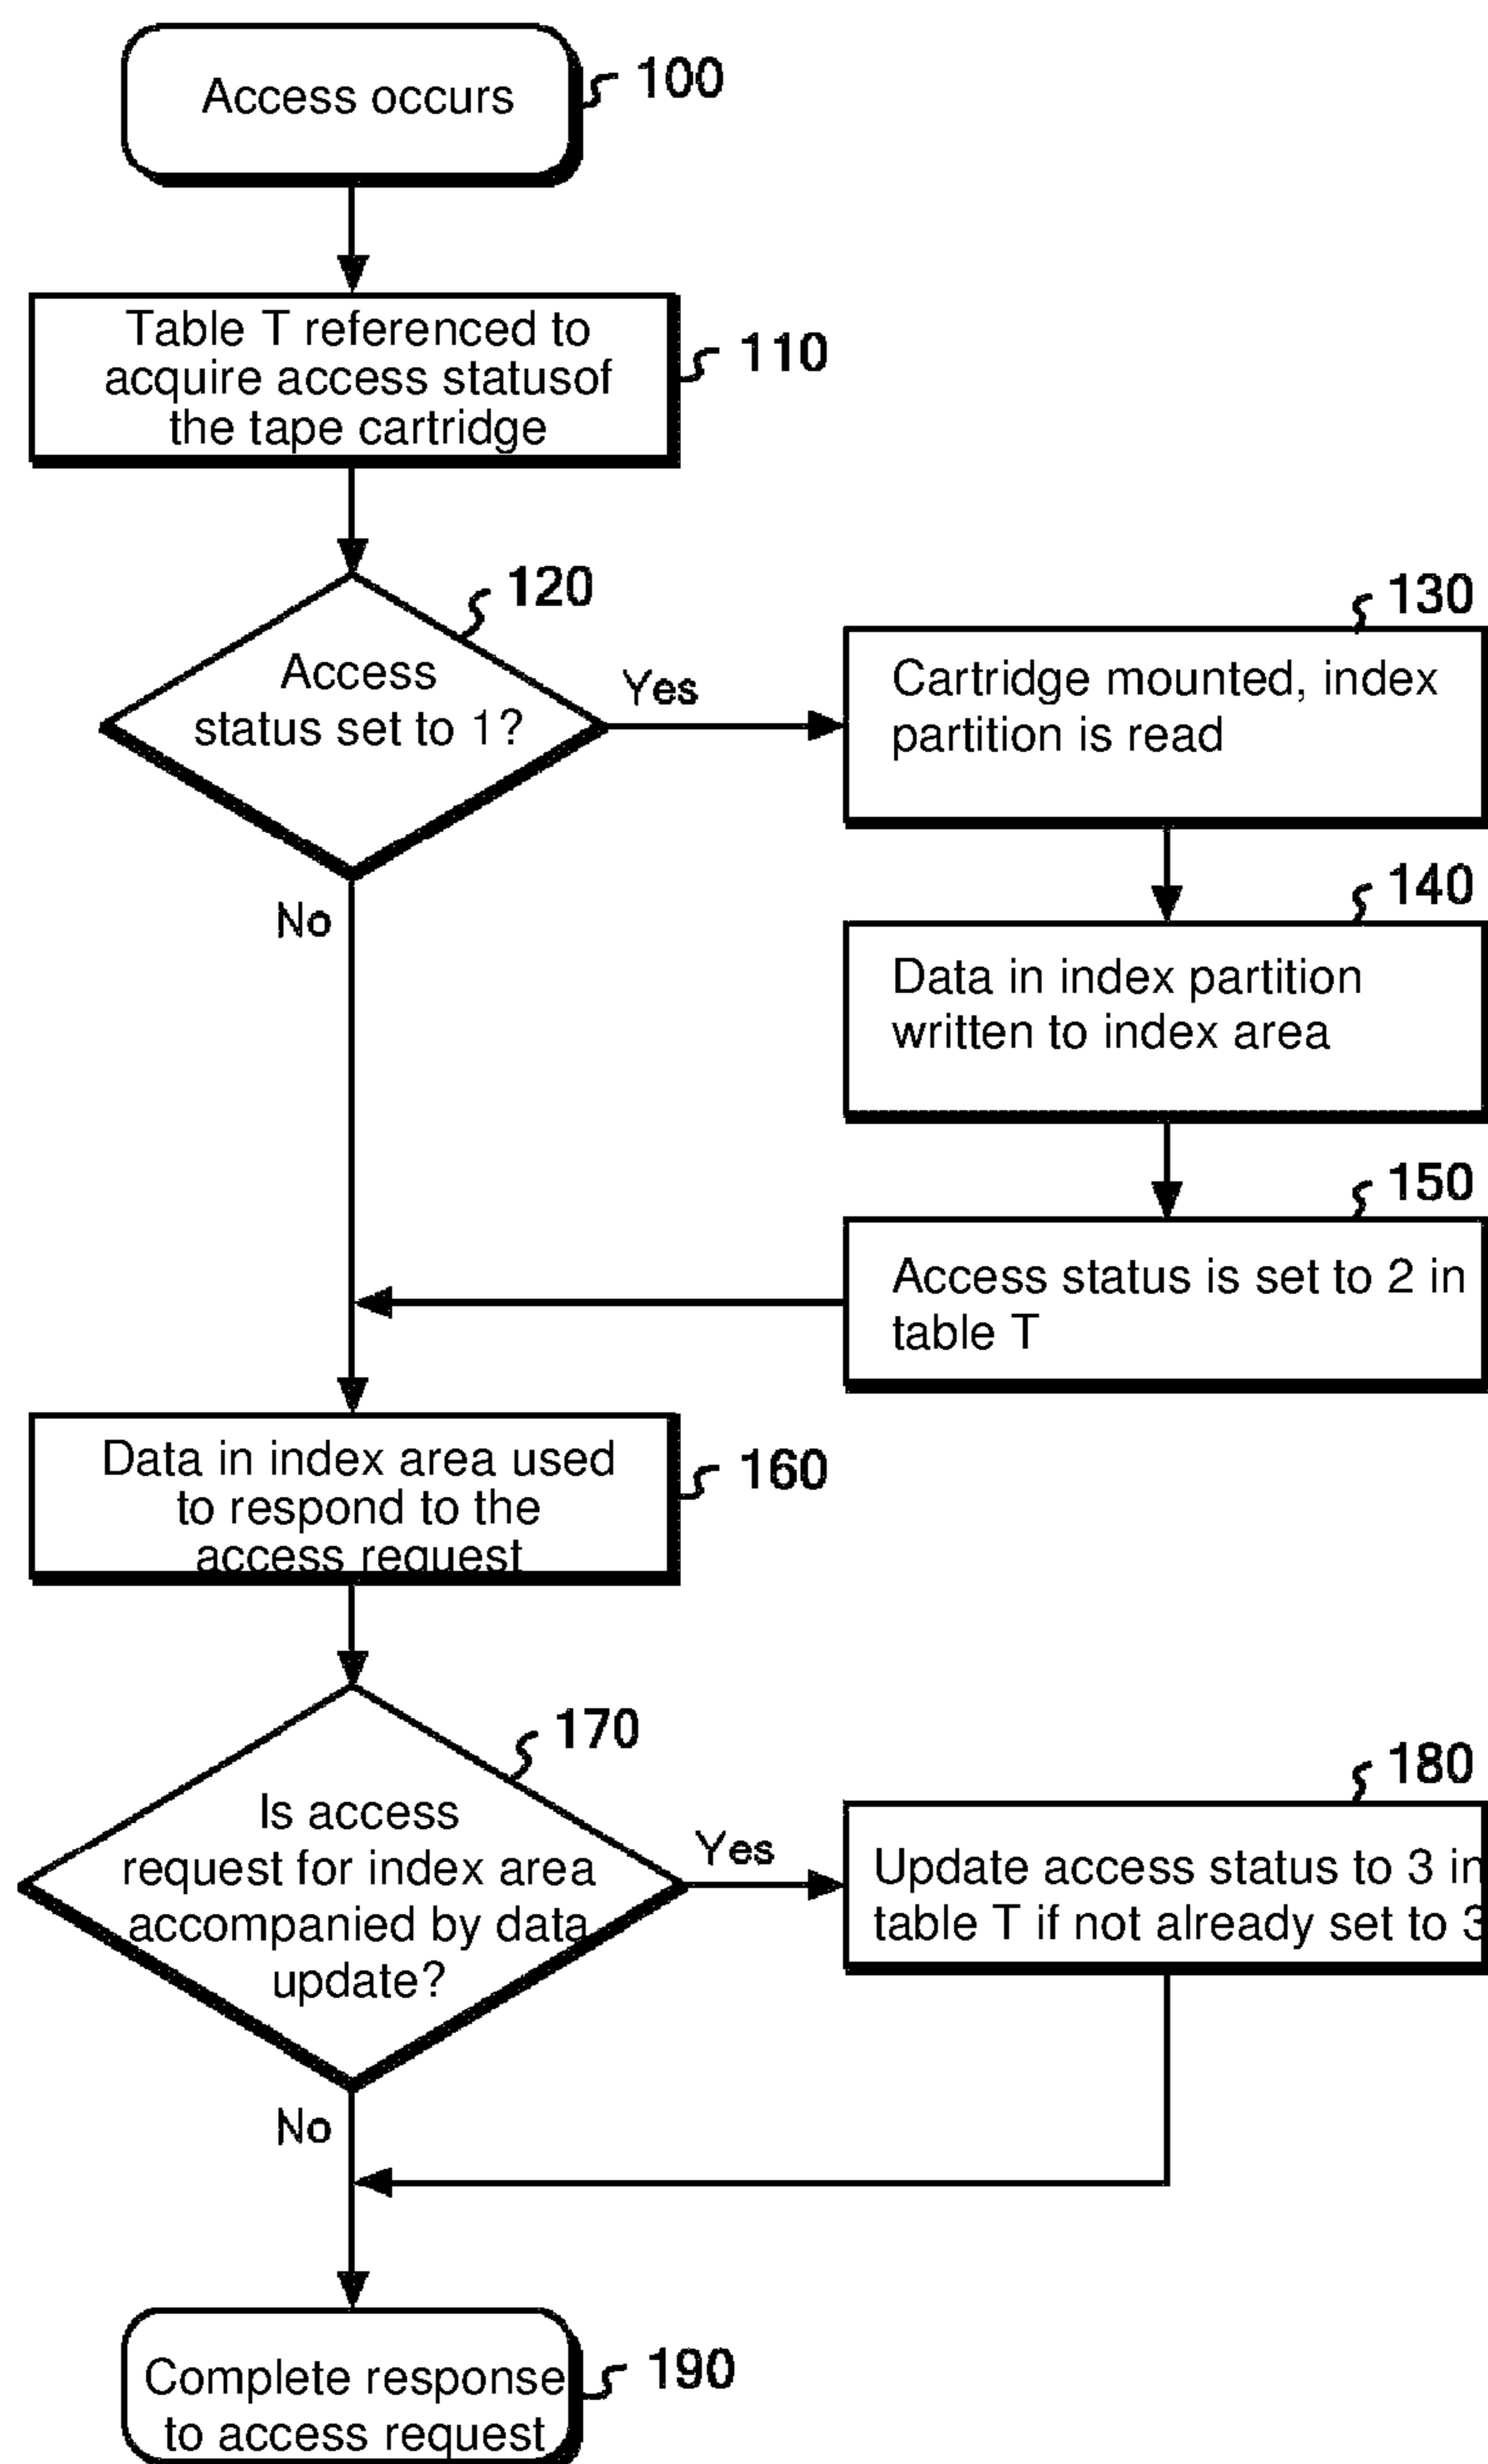 Access occurs
100
Table T referenced to
acquire access statusof
the tape cartridge
110
120
Access
status set to 1?
Yes
No
130
Cartridge mounted, index
partition is read
140
Data in index partition
written to index area
150
Access status is set to 2 in
table T
Data in index area used
to respond to the
access request
160
170
Is access
request for index area
accompanied by data
update?
Yes
No
180
Update access status to 3 in
table T if not already set to 3
Complete response
to access request
190